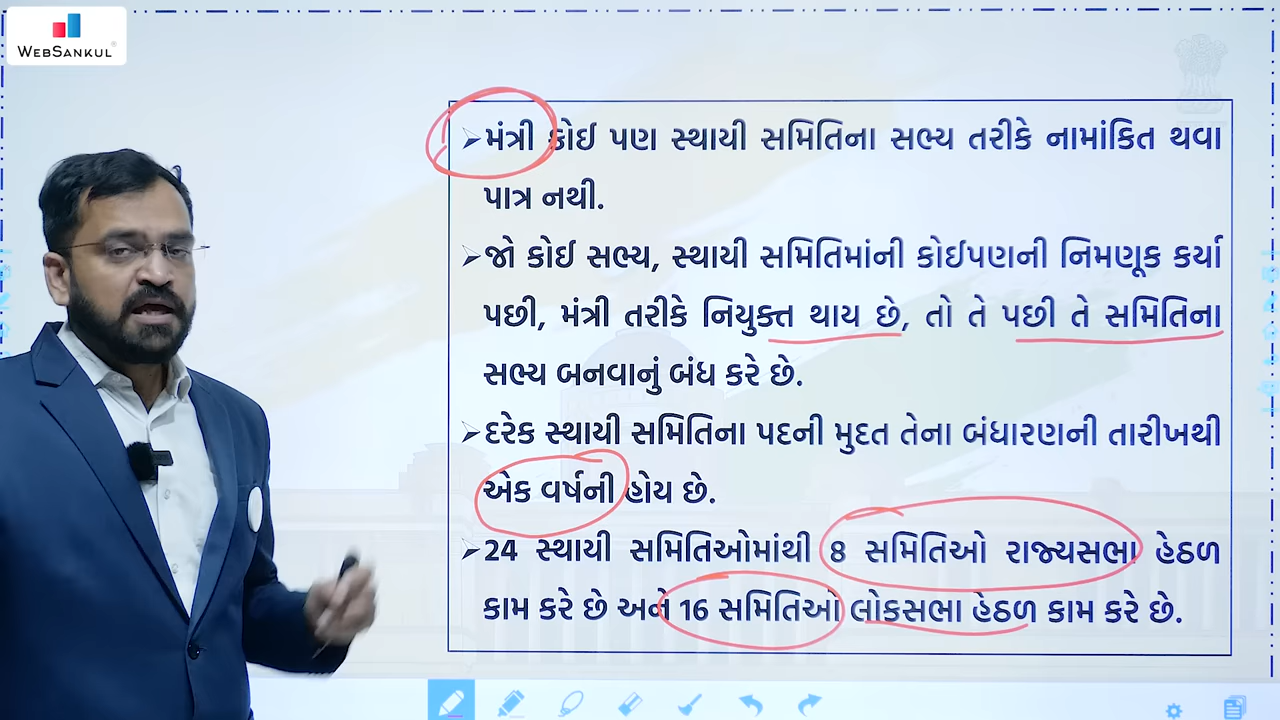 WEBSANKUL
➢મંત્રી કોઈ પણ સ્થાયી સમિતિના સભ્ય તરીકે નામાંકિત થવા
પાત્ર નથી.
➢જો કોઈ સભ્ય, સ્થાયી સમિતિમાંની કોઈપણની નિમણૂક કર્યા
પછી, મંત્રી તરીકે નિયુક્ત થાય છે, તો તે પછી તે સમિતિના
સભ્ય બનવાનું બંધ કરે છે.
➢દરેક સ્થાયી સમિતિના પદની મુદત તેના બંધારણની તારીખથી
એક વર્ષની હોય છે.
➢24 સ્થાયી સમિતિઓમાંથી 8 સમિતિઓ રાજ્યસભા હેઠળ
કામ કરે છે અને 16 સમિતિઓ લોકસભા હેઠળ કામ કરે છે.